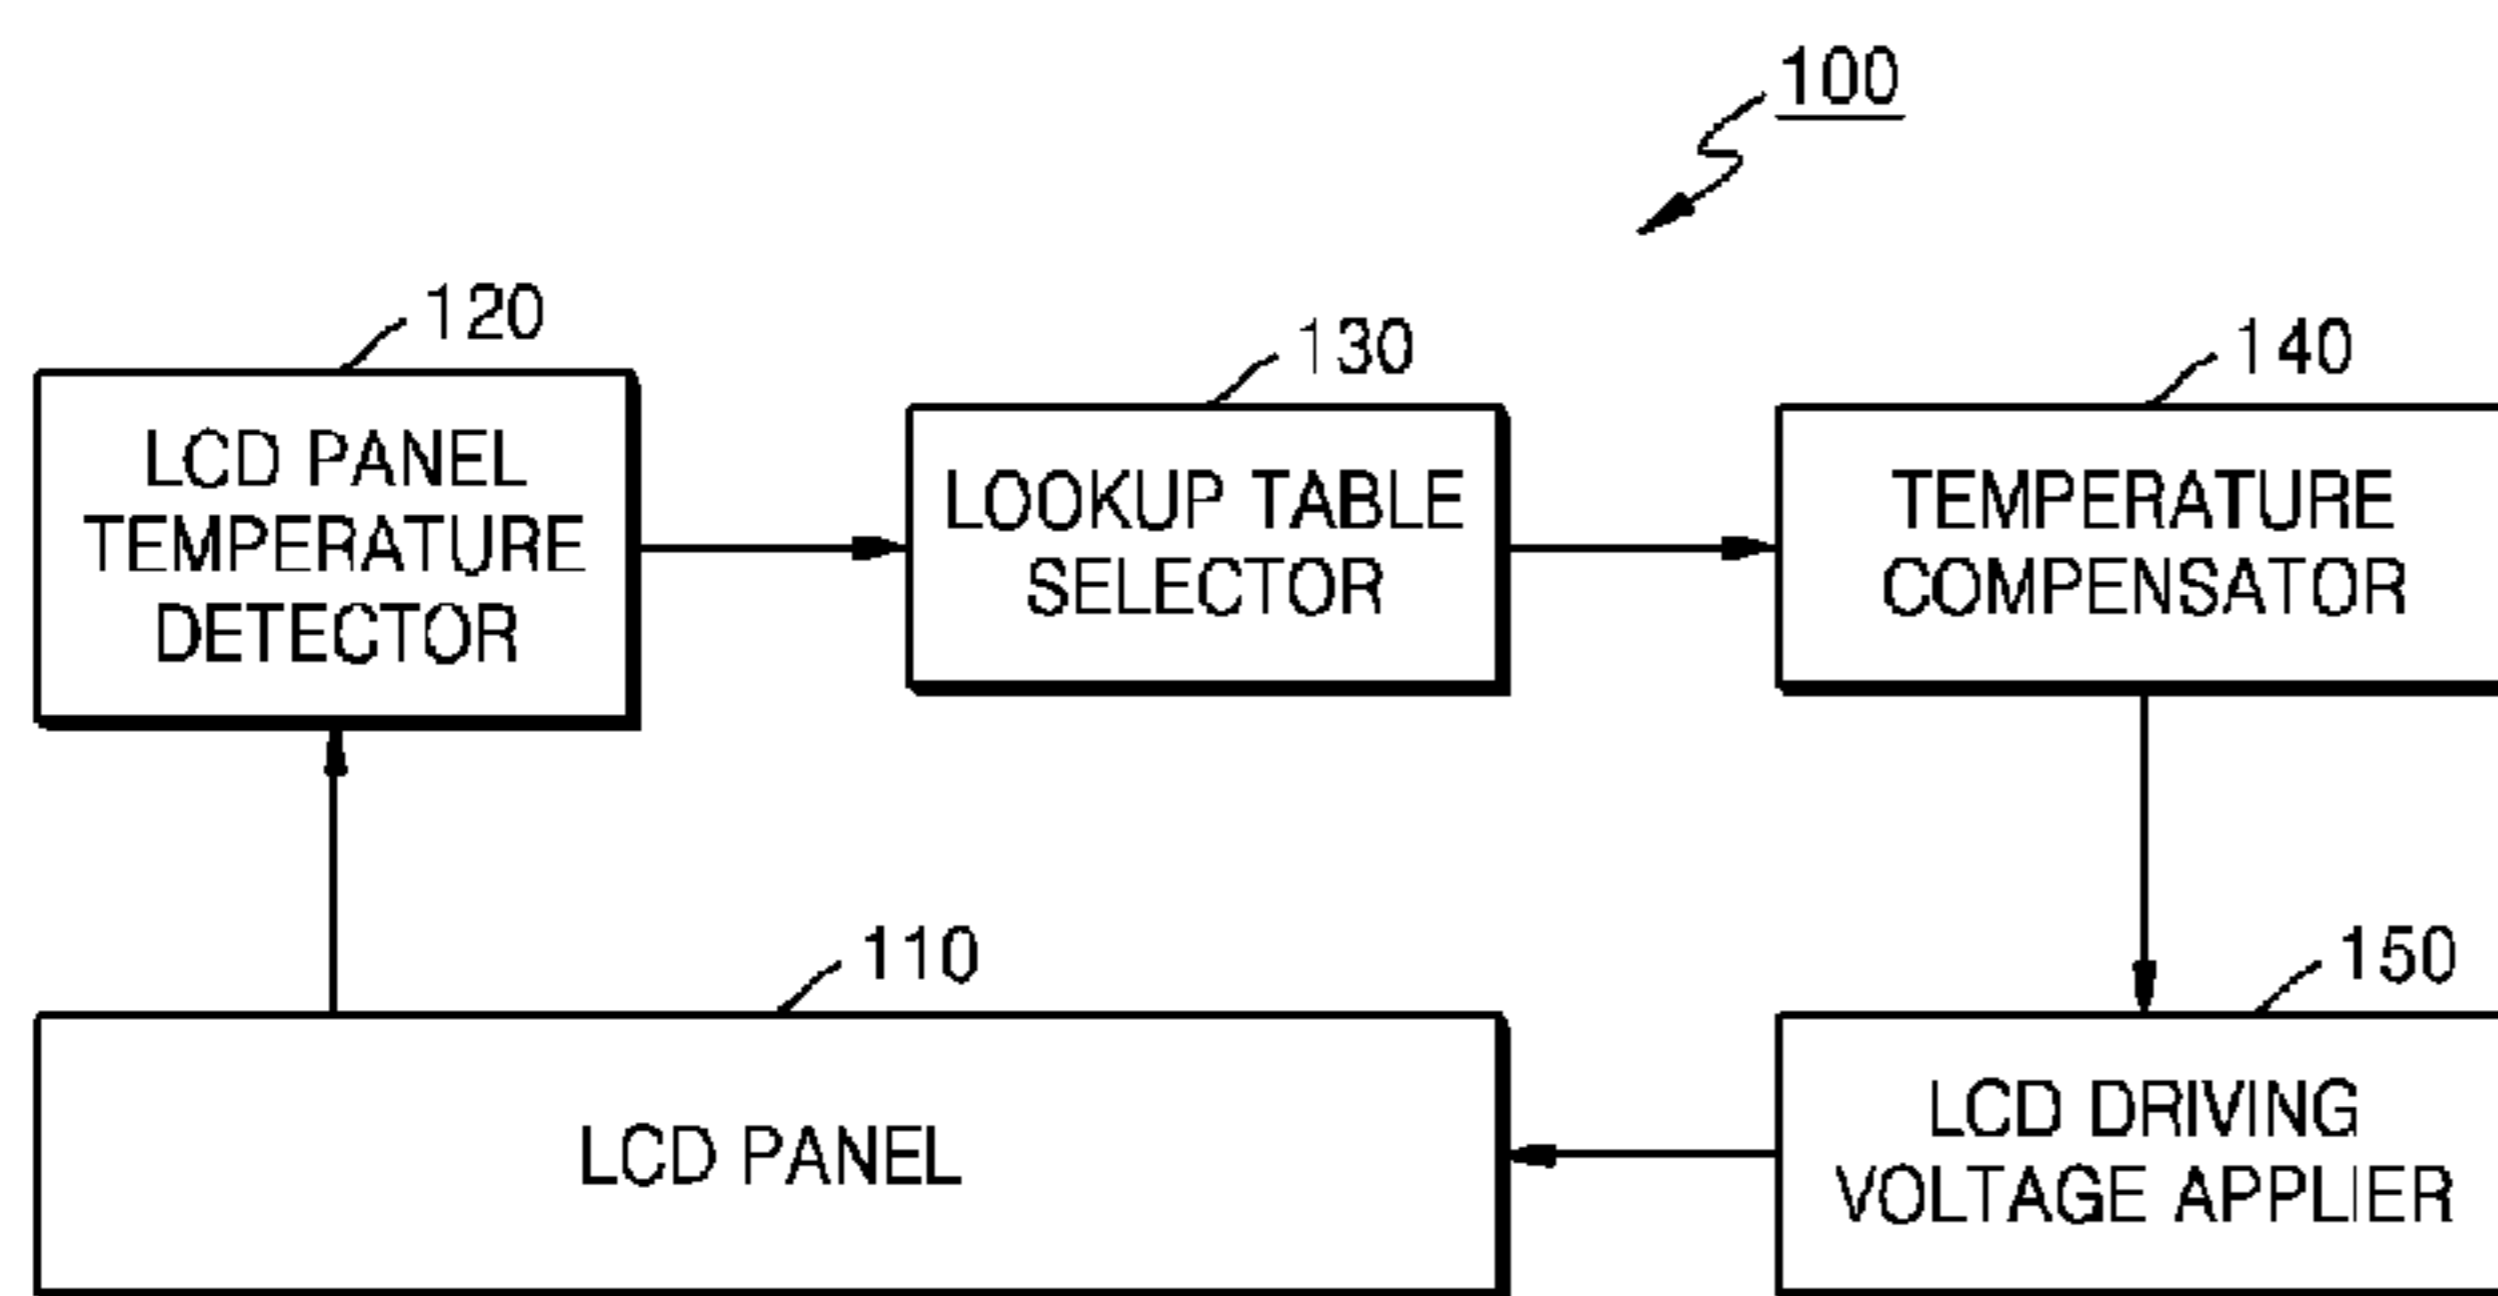 100
120
130
140
LCD PANEL
TEMPERATURE
DETECTOR
LOOKUP TABLE
SELECTOR
TEMPERATURE
COMPENSATOR
110
150
LCD PANEL
LCD DRIVING
VOLTAGE APPLIER